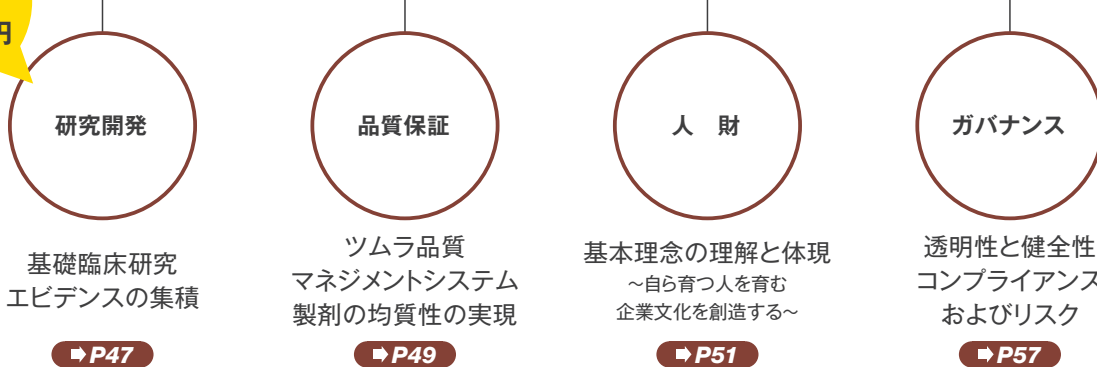 円
研究開発
基礎臨床研究
エビデンスの集積
➡P47
品質保証
ツムラ品質
マネジメントシステム
製剤の均質性の実現
➡P49
人　財
基本理念の理解と体現
～自ら育つ人を育む
企業文化を創造する～
➡P51
ガバナンス
透明性と健全性
コンプライアンス
およびリスク
➡P57